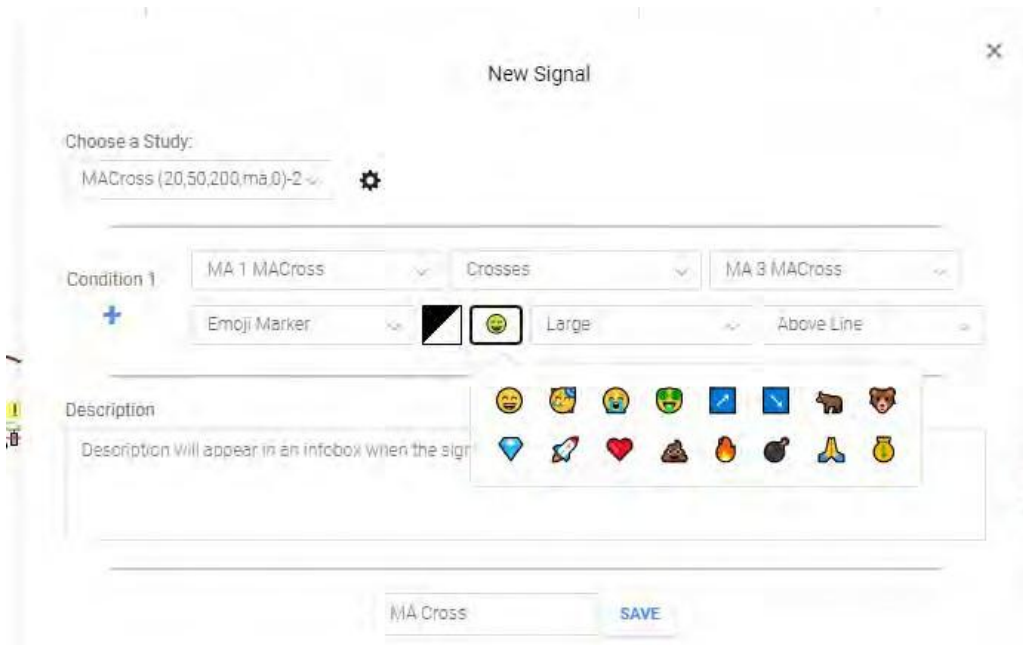 New Signal
Choose a Study:
MACross (20,50,200,ma,0)-2
Condition 1
MA 1 MACross
Crosses
MA 3 MACross
Emoji Marker
Large
Above Line
Description
Description will appear in an infobox when the sigr
MA Cross
SAVE